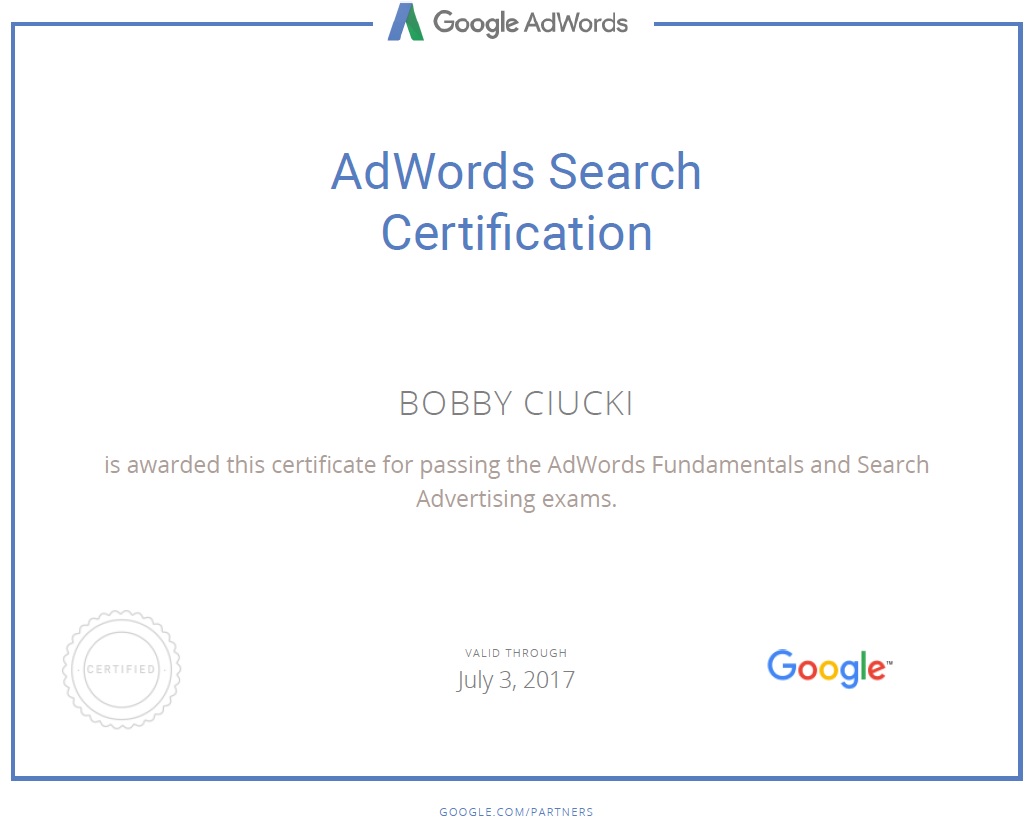 Google AdWords
AdWords Search
Certification
BOBBY CIUCKI
is awarded this certificate for passing the AdWords Fundamentals and Search
Advertising exams.
· CERTIFIED ·
VALID THROUGH
July 3, 2017
Google™
GOOGLE.COM/PARTNERS